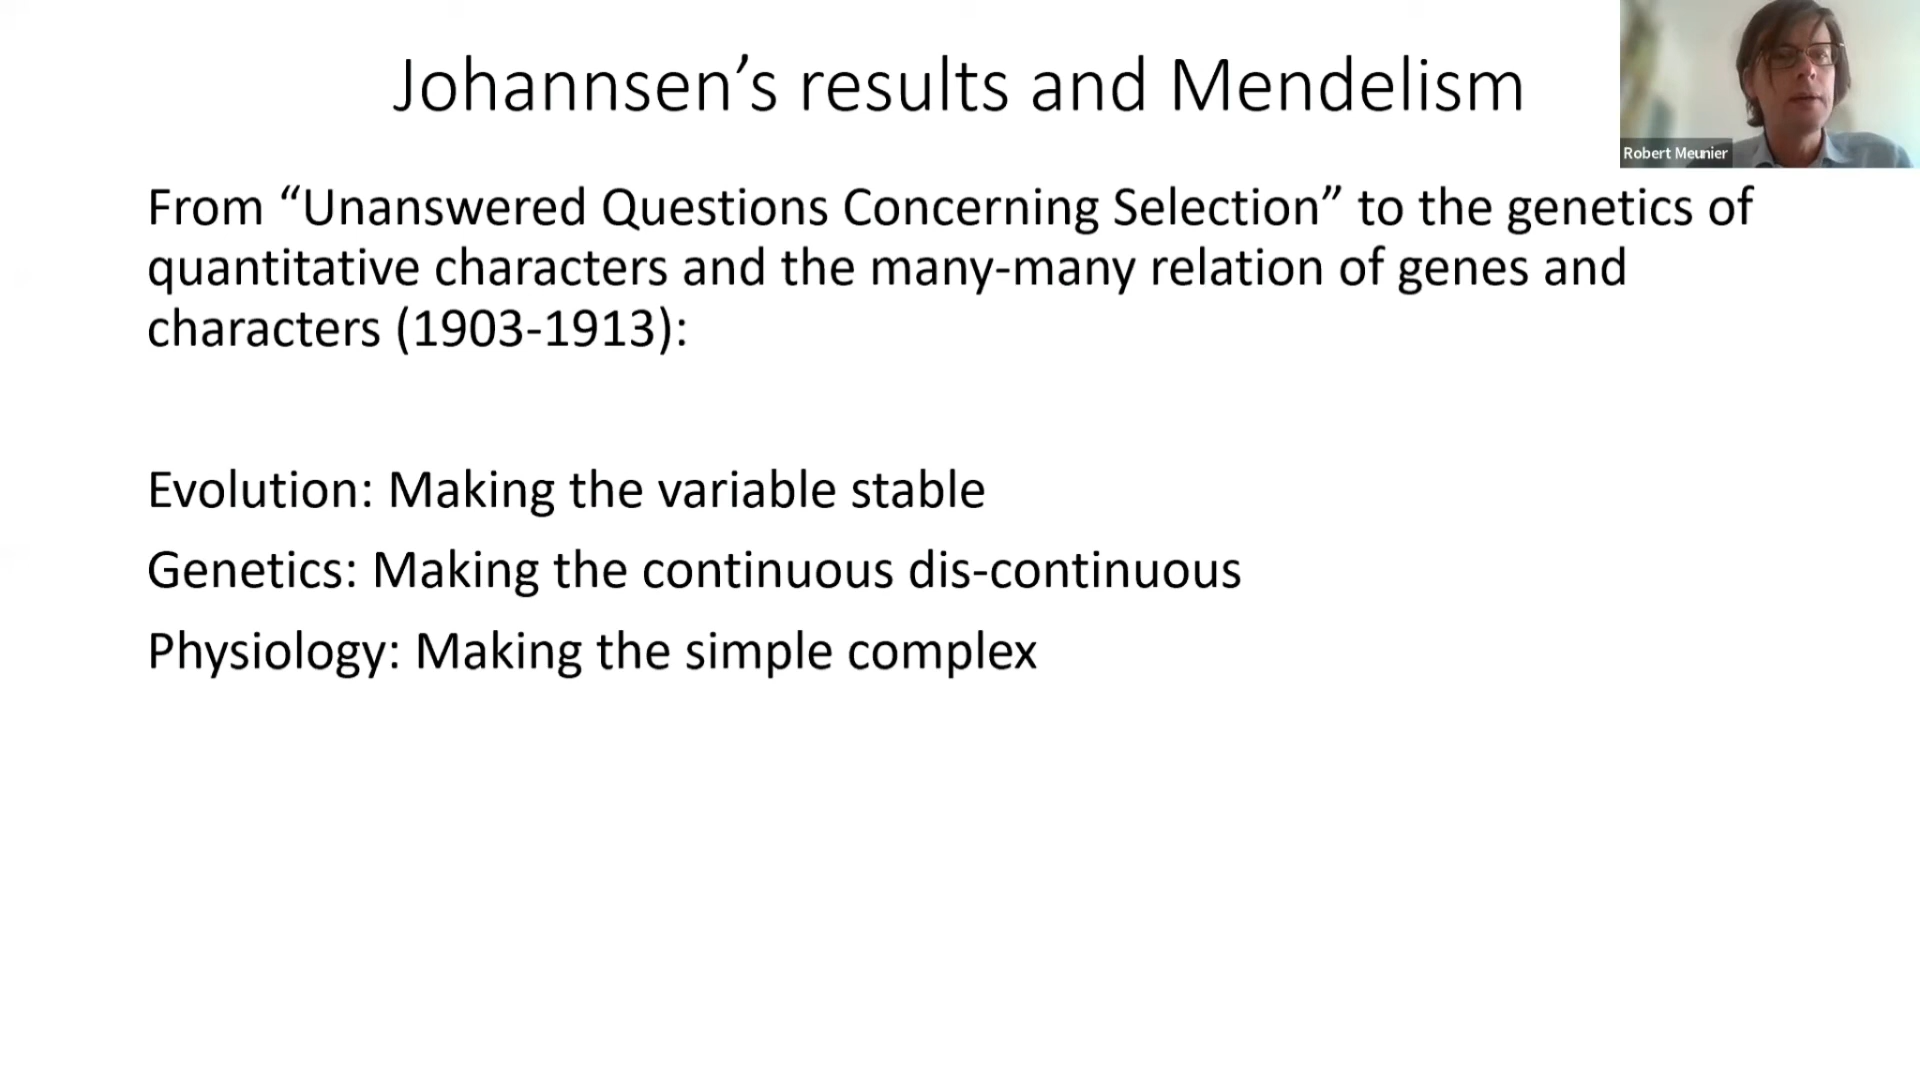 Johannsen’s results and Mendelism
Robert Meunier
From “Unanswered Questions Concerning Selection” to the genetics of
quantitative characters and the many-many relation of genes and
characters (1903-1913):
Evolution: Making the variable stable
Genetics: Making the continuous dis-continuous
Physiology: Making the simple complex